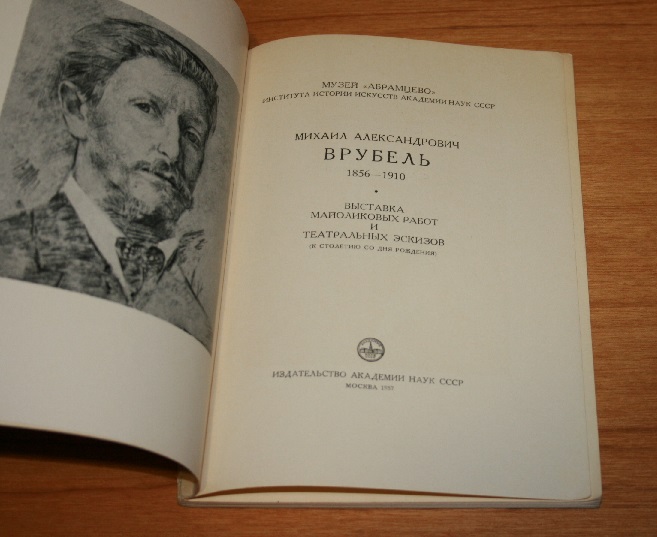 МУЗЕЙ «АБРАМЦЕВО»
ИНСТИТУТА ИСТОРИИ ИСКУССТВ АКАДЕМИИ НАУК СССР
МИХАИЛ АЛЕКСАНДРОВИЧ
ВРУБЕЛЬ
1856—1910
ВЫСТАВКА
МАЙОЛИКОВЫХ РАБОТ
И
ТЕАТРАЛЬНЫХ ЭСКИЗОВ
(К СТОЛЕТИЮ СО ДНЯ РОЖДЕНИЯ)
ИЗДАТЕЛЬСТВО АКАДЕМИИ НАУК СССР
МОСКВА 1957